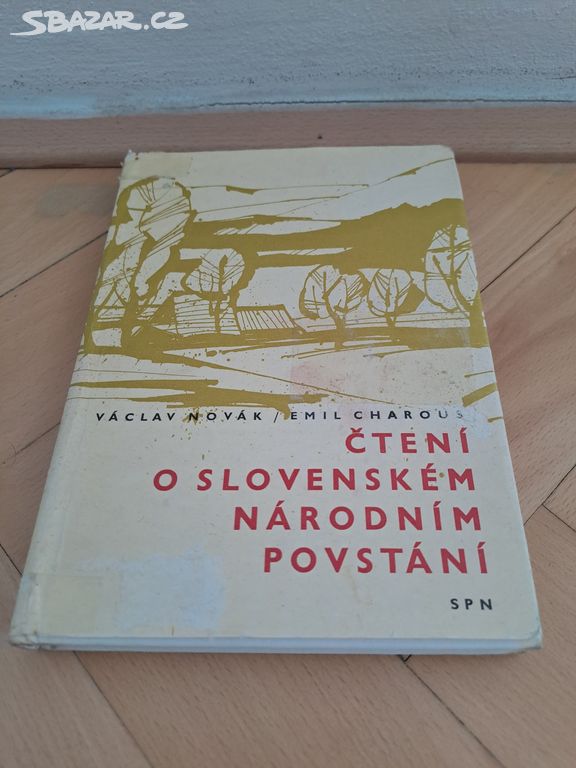 SBAZAR.CZ
VÁCLAV NOVÁK / EMIL CHAROUS
ČTENÍ
O SLOVENSKÉM
NÁRODNÍM
POVSTÁNÍ
SPN